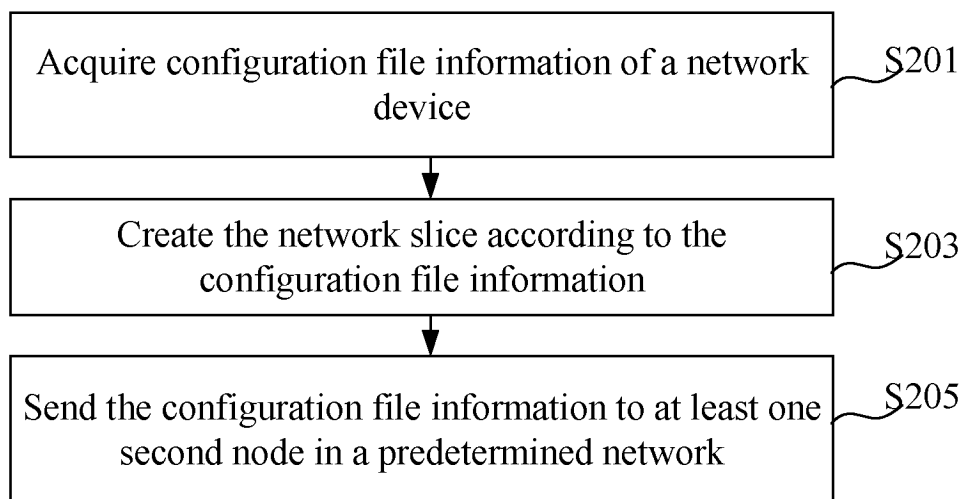 Acquire configuration file information of a network
device
S201
Create the network slice according to the
configuration file information
S203
Send the configuration file information to at least one
second node in a predetermined network
S205